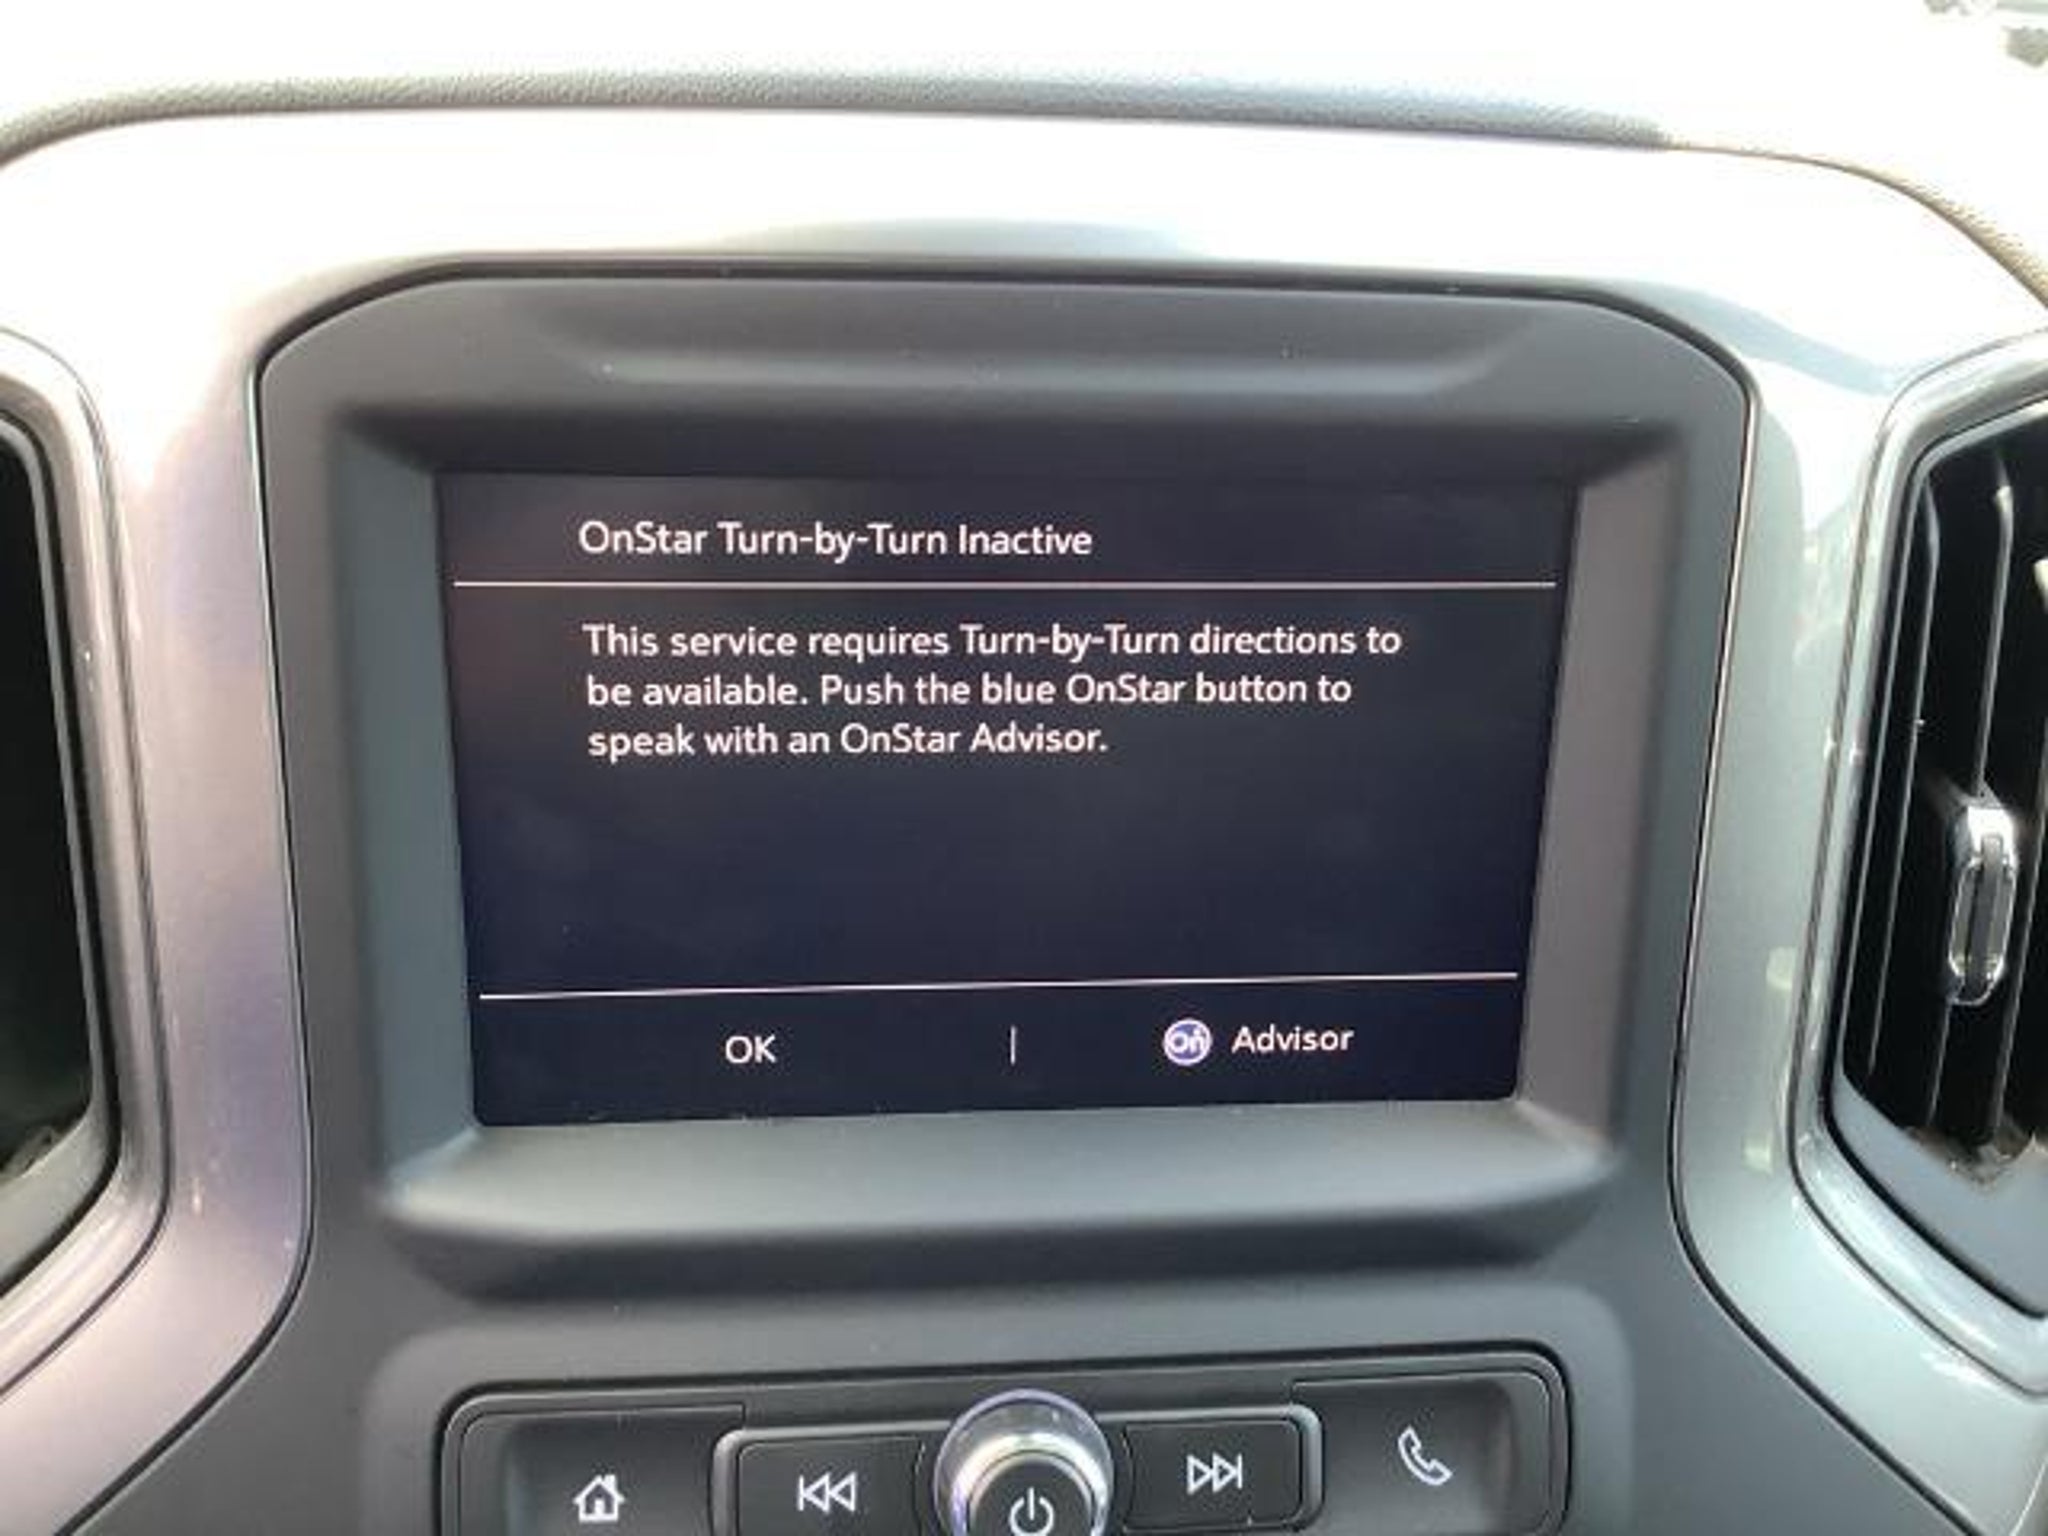 OnStar Turn-by-Turn Inactive
This service requires Turn-by-Turn directions to
be available. Push the blue OnStar button to
speak with an OnStar Advisor.
OK | On Advisor